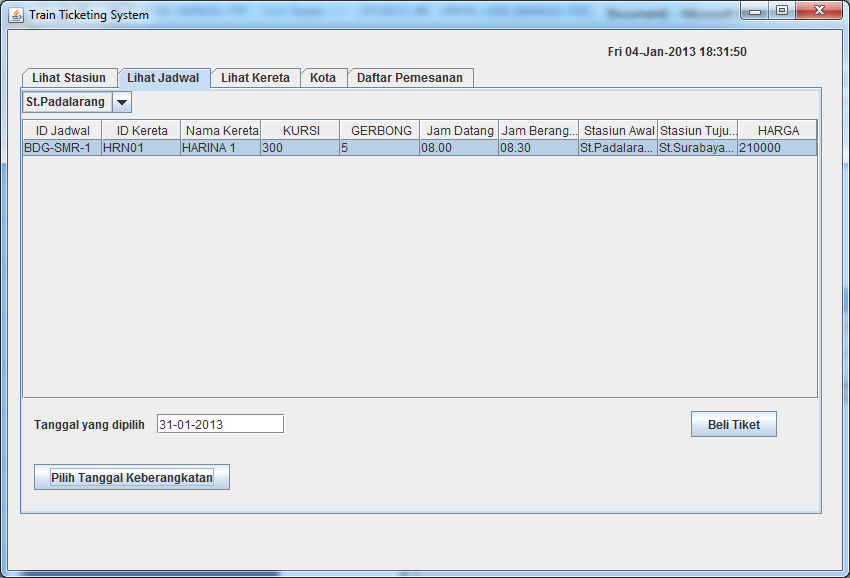 Train Ticketing System
Fri 04-Jan-2013 18:31:50
Lihat Stasiun Lihat Jadwal Lihat Kereta Kota Daftar Pemesanan
St.Padalarang
ID Jadwal ID Kereta Nama Kereta KURSI GERBONG Jam Datang Jam Berang... Stasiun Awal Stasiun Tuju... HARGA
BDG-SMR-1 HRN01 HARINA 1 300 5 08.00 08.30 St.Padalara... St.Surabaya... 210000
Tanggal yang dipilih 31-01-2013 Beli Tiket
Pilih Tanggal Keberangkatan